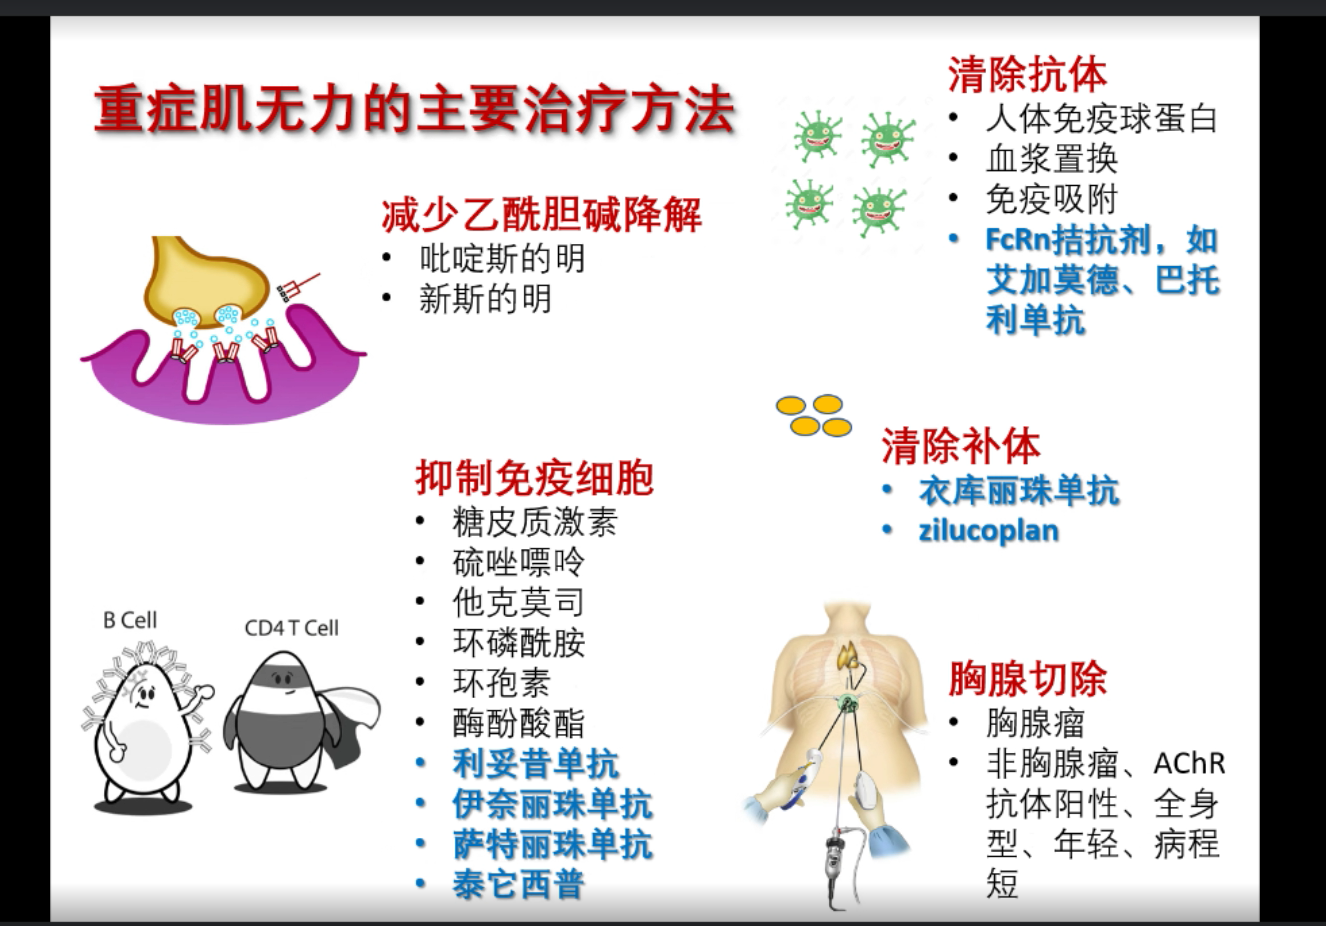 重症肌无力的主要治疗方法
减少乙酰胆碱降解
• 吡啶斯的明
• 新斯的明
抑制免疫细胞
• 糖皮质激素
• 硫唑嘌呤
• 他克莫司
• 环磷酰胺
• 环孢素
• 酶酚酸酯
• 利妥昔单抗
• 伊奈丽珠单抗
• 萨特丽珠单抗
• 泰它西普
B Cell
CD4 T Cell
清除抗体
• 人体免疫球蛋白
• 血浆置换
• 免疫吸附
• FcRn拮抗剂，如
艾加莫德、巴托
利单抗
清除补体
• 衣库丽珠单抗
• zilucoplan
胸腺切除
• 胸腺瘤
• 非胸腺瘤、AChR
抗体阳性、全身
型、年轻、病程
短